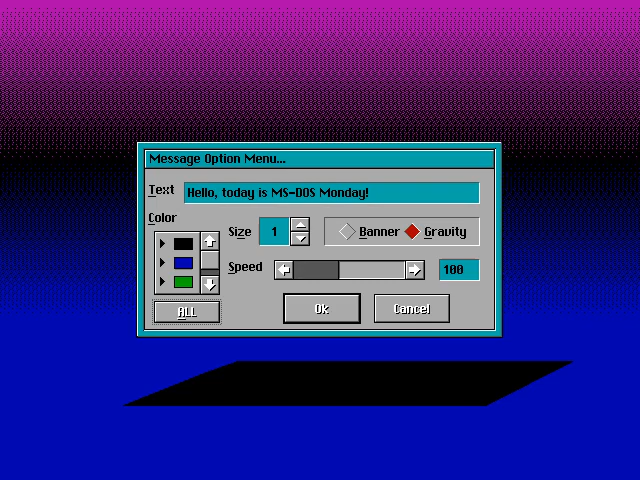 Message Option Menu...
Text Hello, today is MS-DOS Monday!
Color
Size 1 Banner Gravity
Speed 100
ALL Ok Cancel